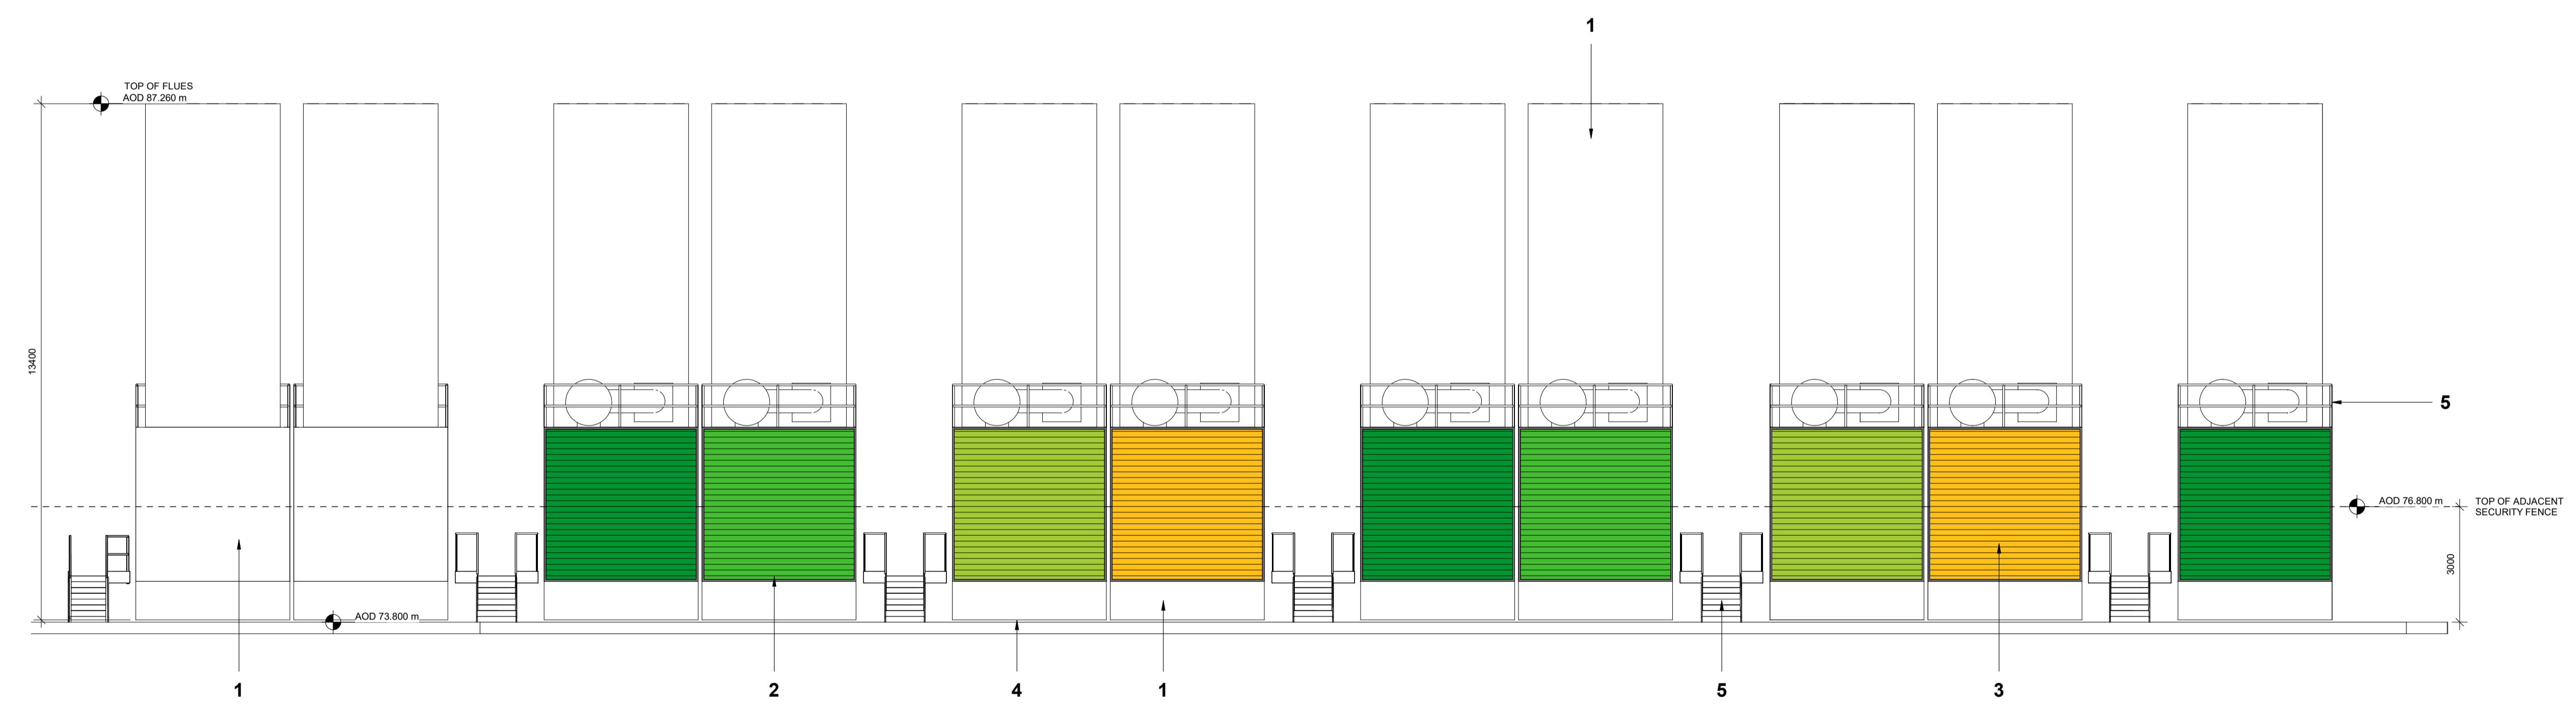 1
TOP OF FLUES
AOD 87.260 m
13400
5
AOD 76.800 m
TOP OF ADJACENT
SECURITY FENCE
3000
AOD 73.800 m
1
2
4
1
5
3